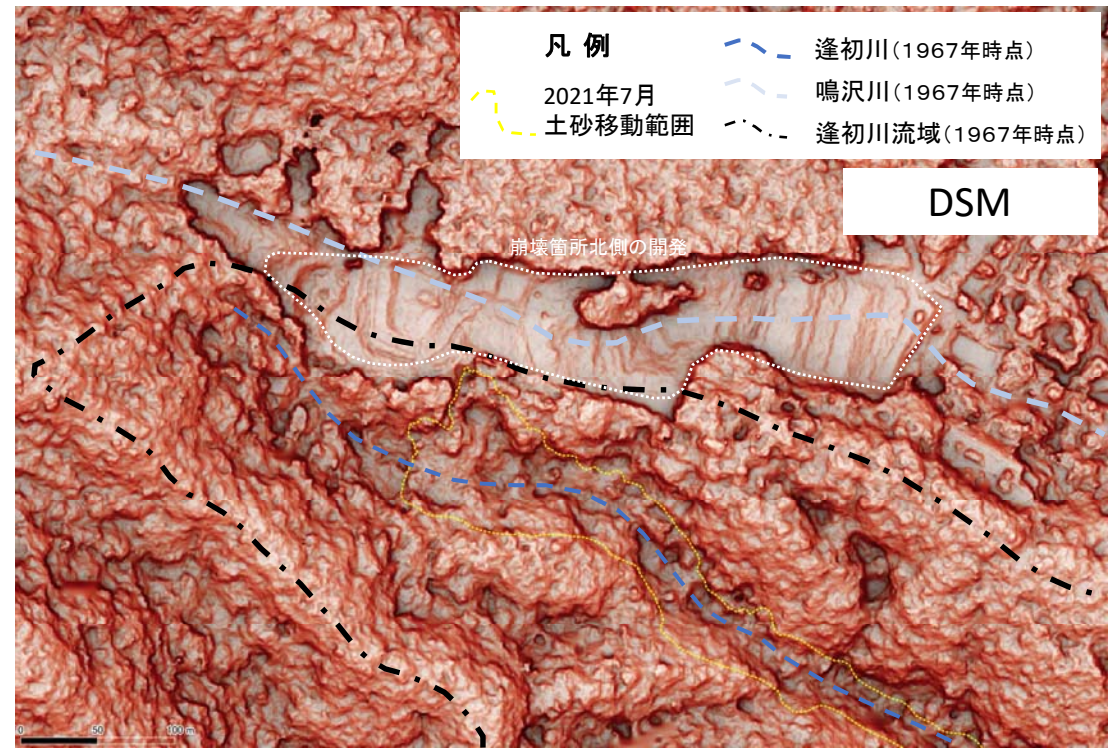 凡 例
2021年7月
土砂移動範囲
逢初川(1967年時点)
鳴沢川(1967年時点)
逢初川流域(1967年時点)
DSM
崩壊箇所北側の開発
0 50 100 m